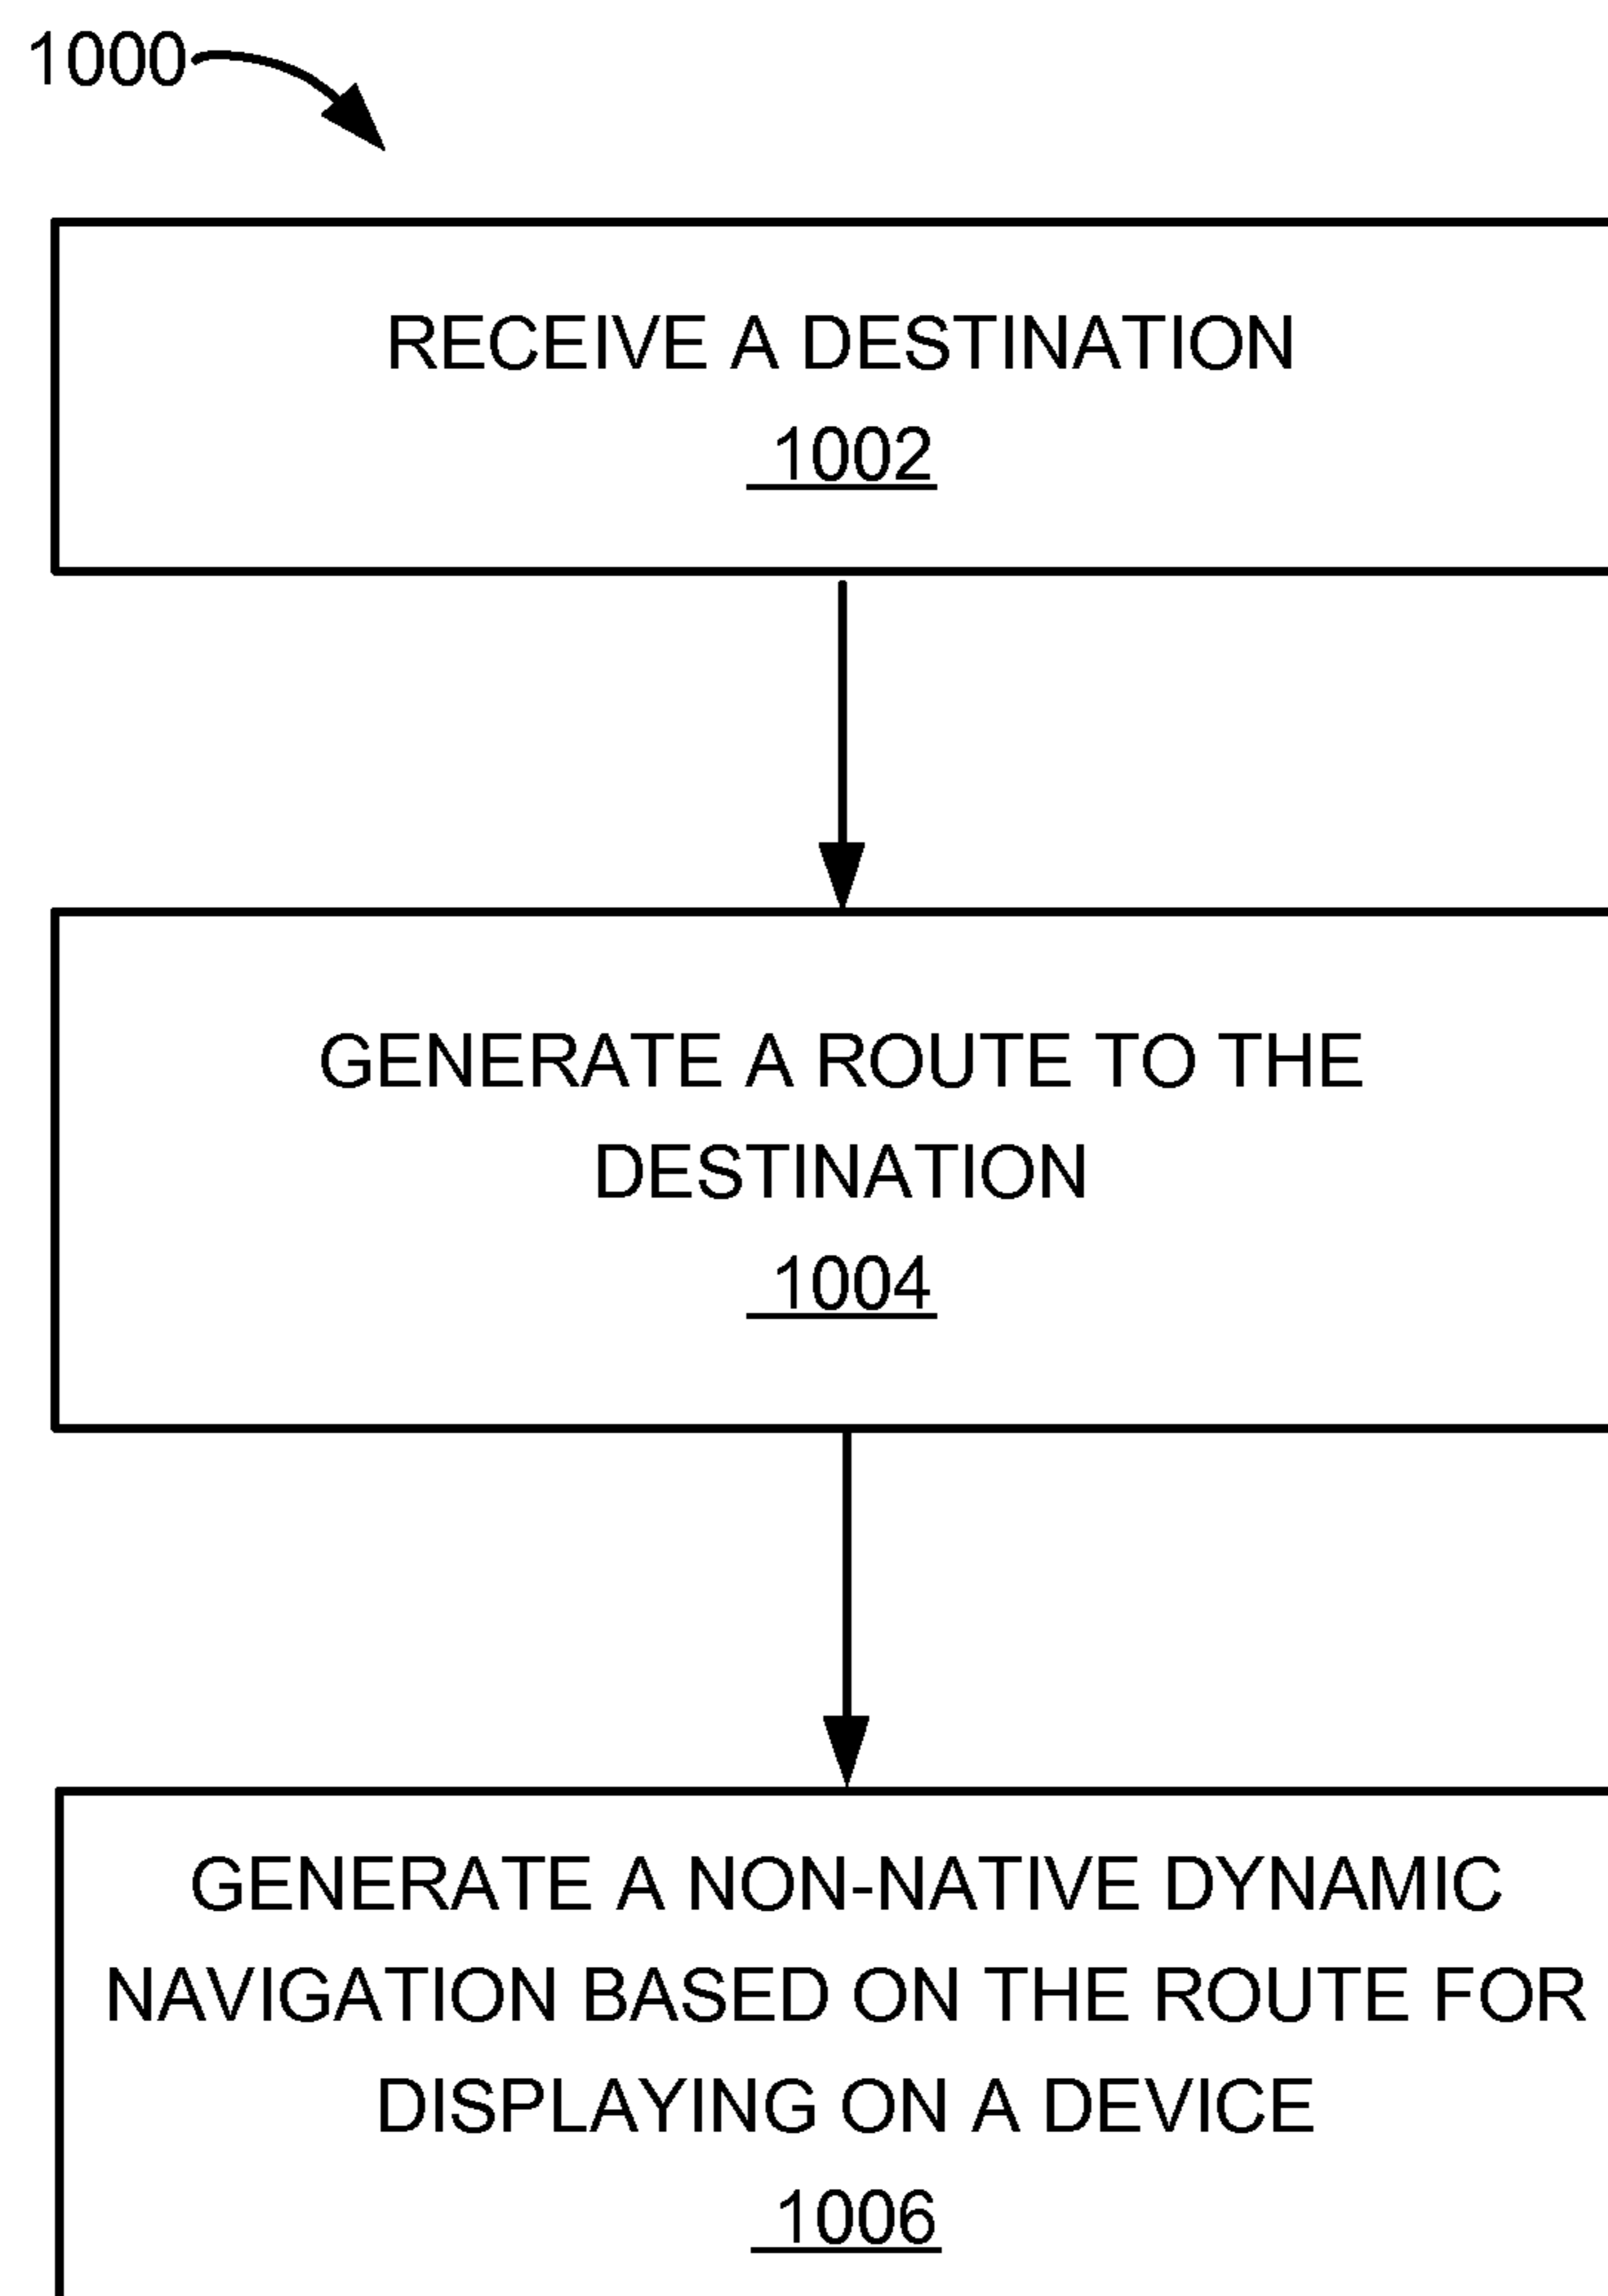 1000
RECEIVE A DESTINATION
1002
GENERATE A ROUTE TO THE
DESTINATION
1004
GENERATE A NON-NATIVE DYNAMIC
NAVIGATION BASED ON THE ROUTE FOR
DISPLAYING ON A DEVICE
1006